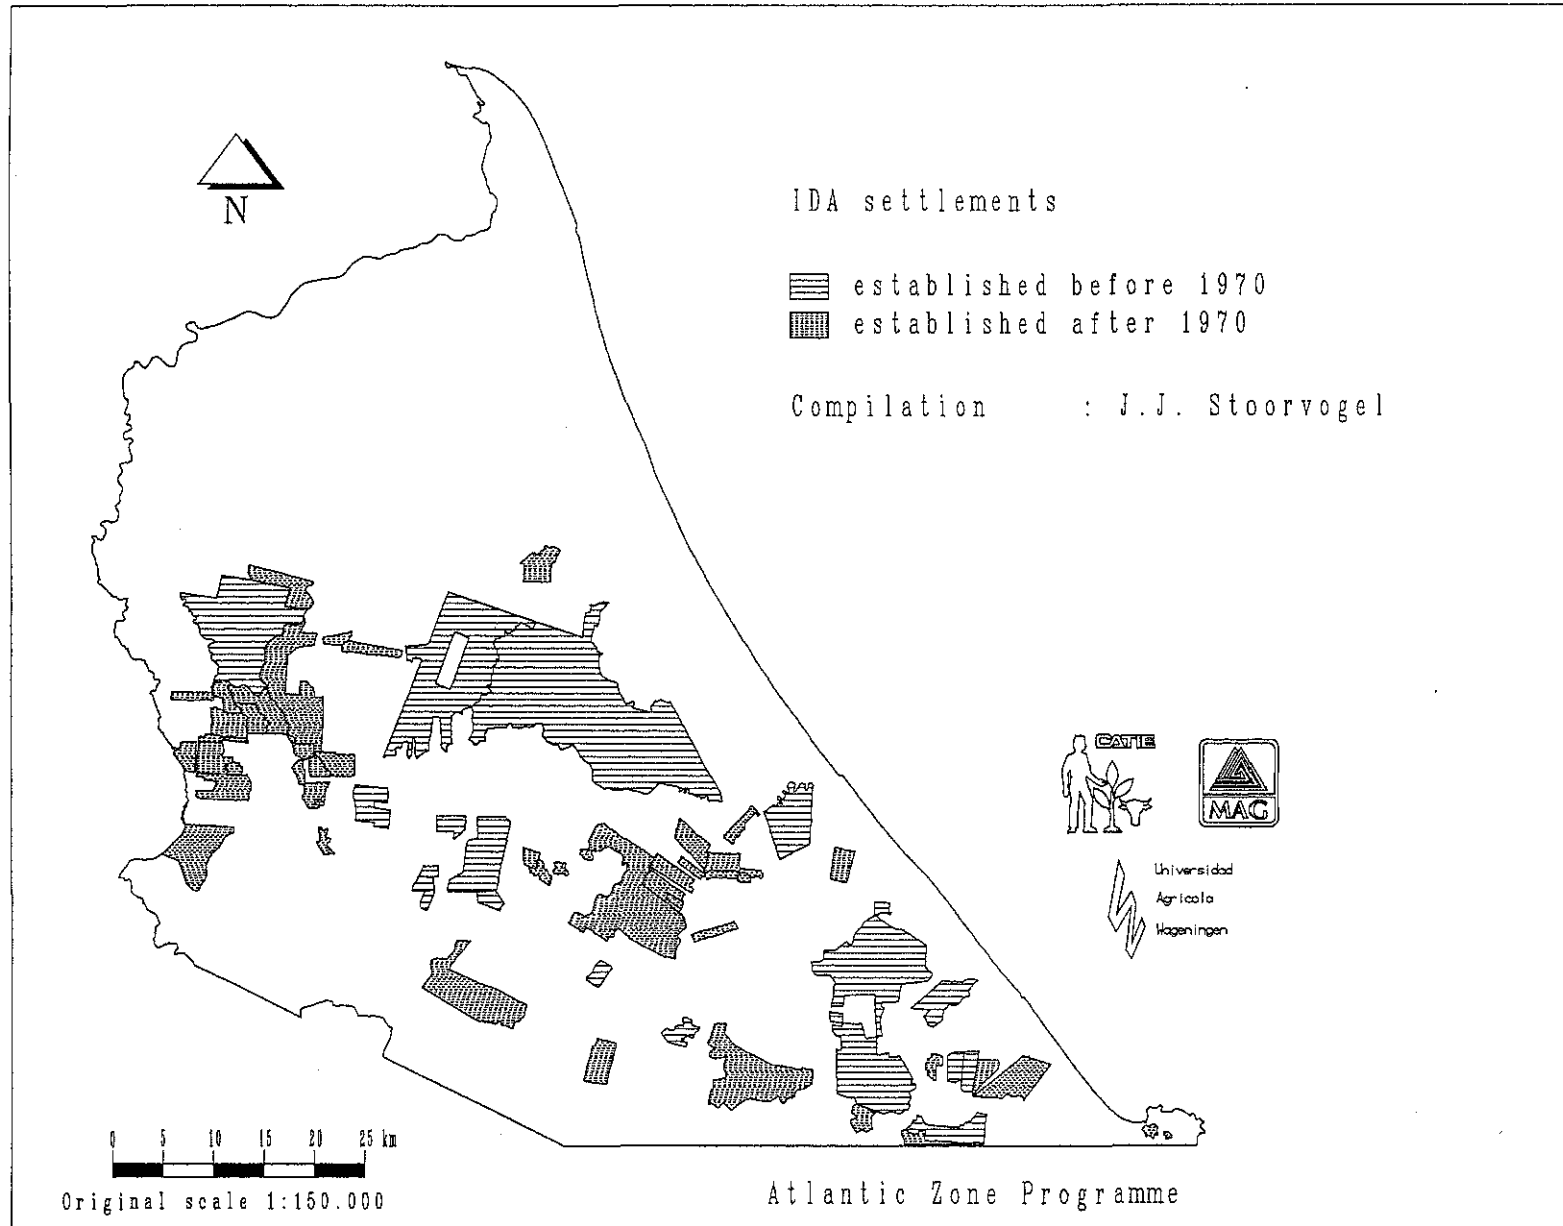 N
IDA settlements
established before 1970
established after 1970
Compilation : J.J. Stoorvogel
CATIE
MAG
Universidad
Agricola
Wageningen
0 5 10 15 20 25 km
Original scale 1:150.000
Atlantic Zone Programme